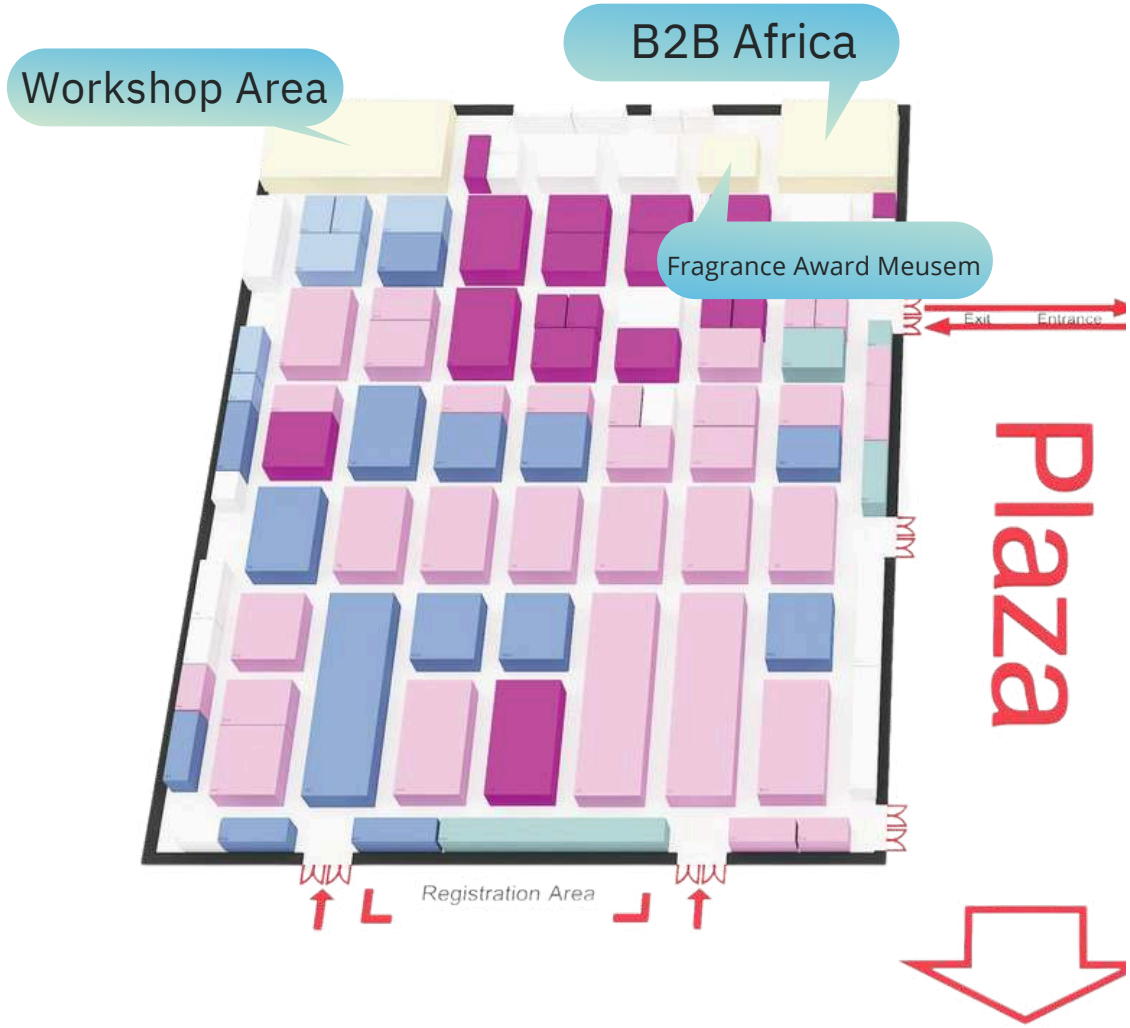 B2B Africa
Workshop Area
Fragrance Award Meusem
Exit Entrance
Plaza
Registration Area